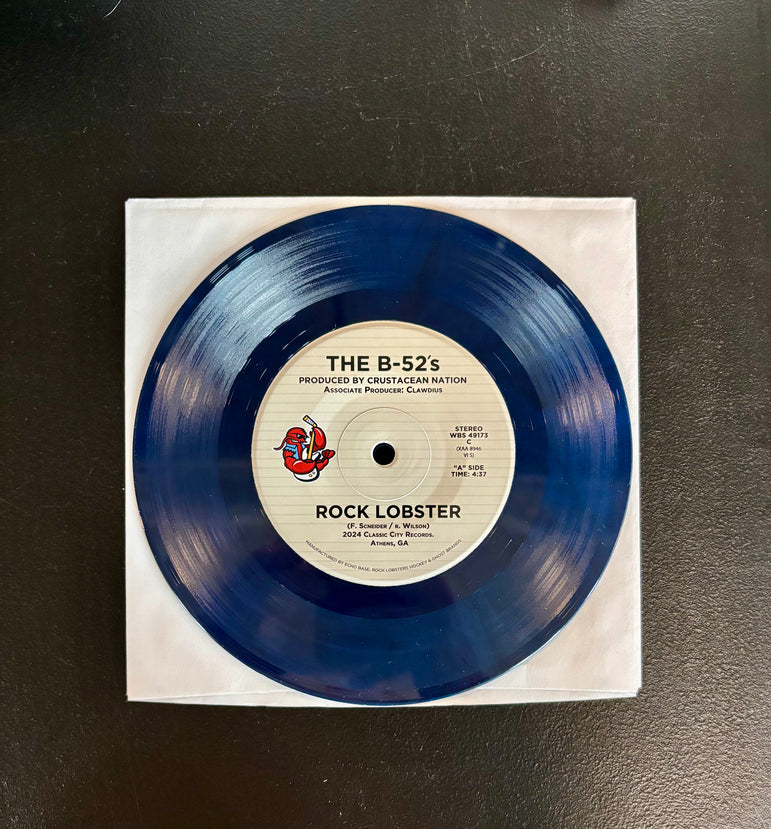 THE B-52's
PRODUCED BY CRUSTACEAN NATION
ASSOCIATE PRODUCER: CLAWDIUS
STEREO
WBS 49173
C
(XAA 8946
VI S)
"A" SIDE
TIME: 4:37
ROCK LOBSTER
(F. SCNEIDER / R. WILSON)
2024 CLASSIC CITY RECORDS.
ATHENS, GA
MANUFACTURED BY ECHO BASE, ROCK LOBSTERS HOCKEY & GHOST BRANDS